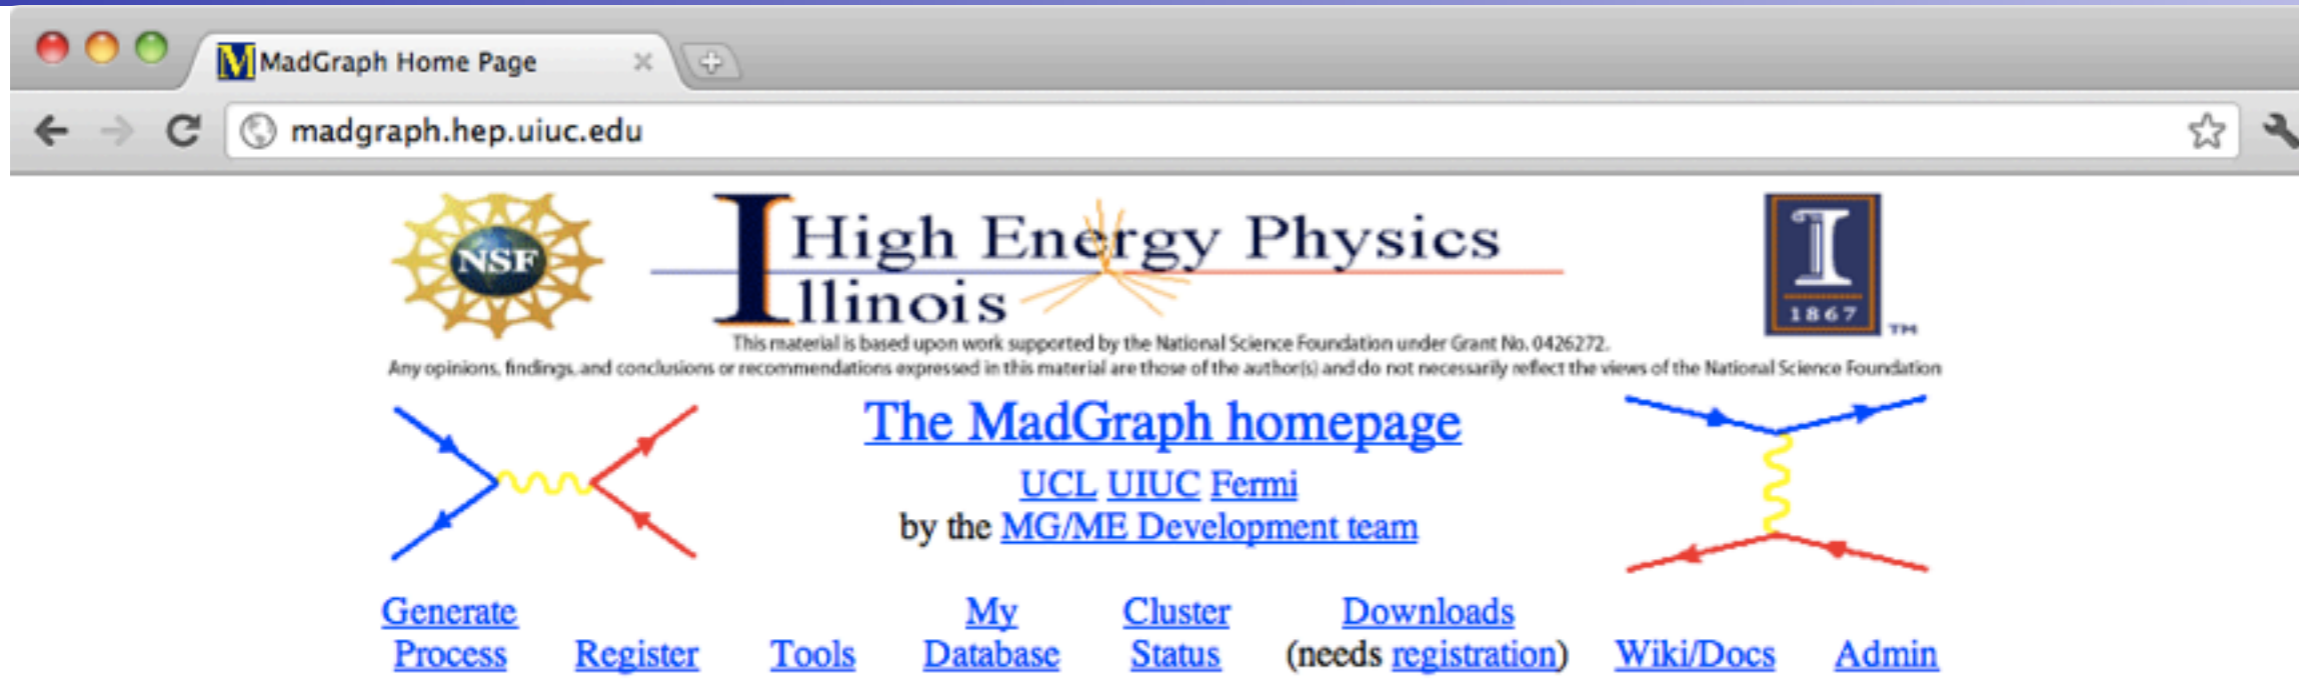 MadGraph Home Page
madgraph.hep.uiuc.edu
NSF
High Energy Physics
Illinois
1867 TM
This material is based upon work supported by the National Science Foundation under Grant No. 0426272.
Any opinions, findings, and conclusions or recommendations expressed in this material are those of the author(s) and do not necessarily reflect the views of the National Science Foundation
The MadGraph homepage
UCL UIUC Fermi
by the MG/ME Development team
Generate Process
Register
Tools
My Database
Cluster Status
Downloads
(needs registration)
Wiki/Docs
Admin